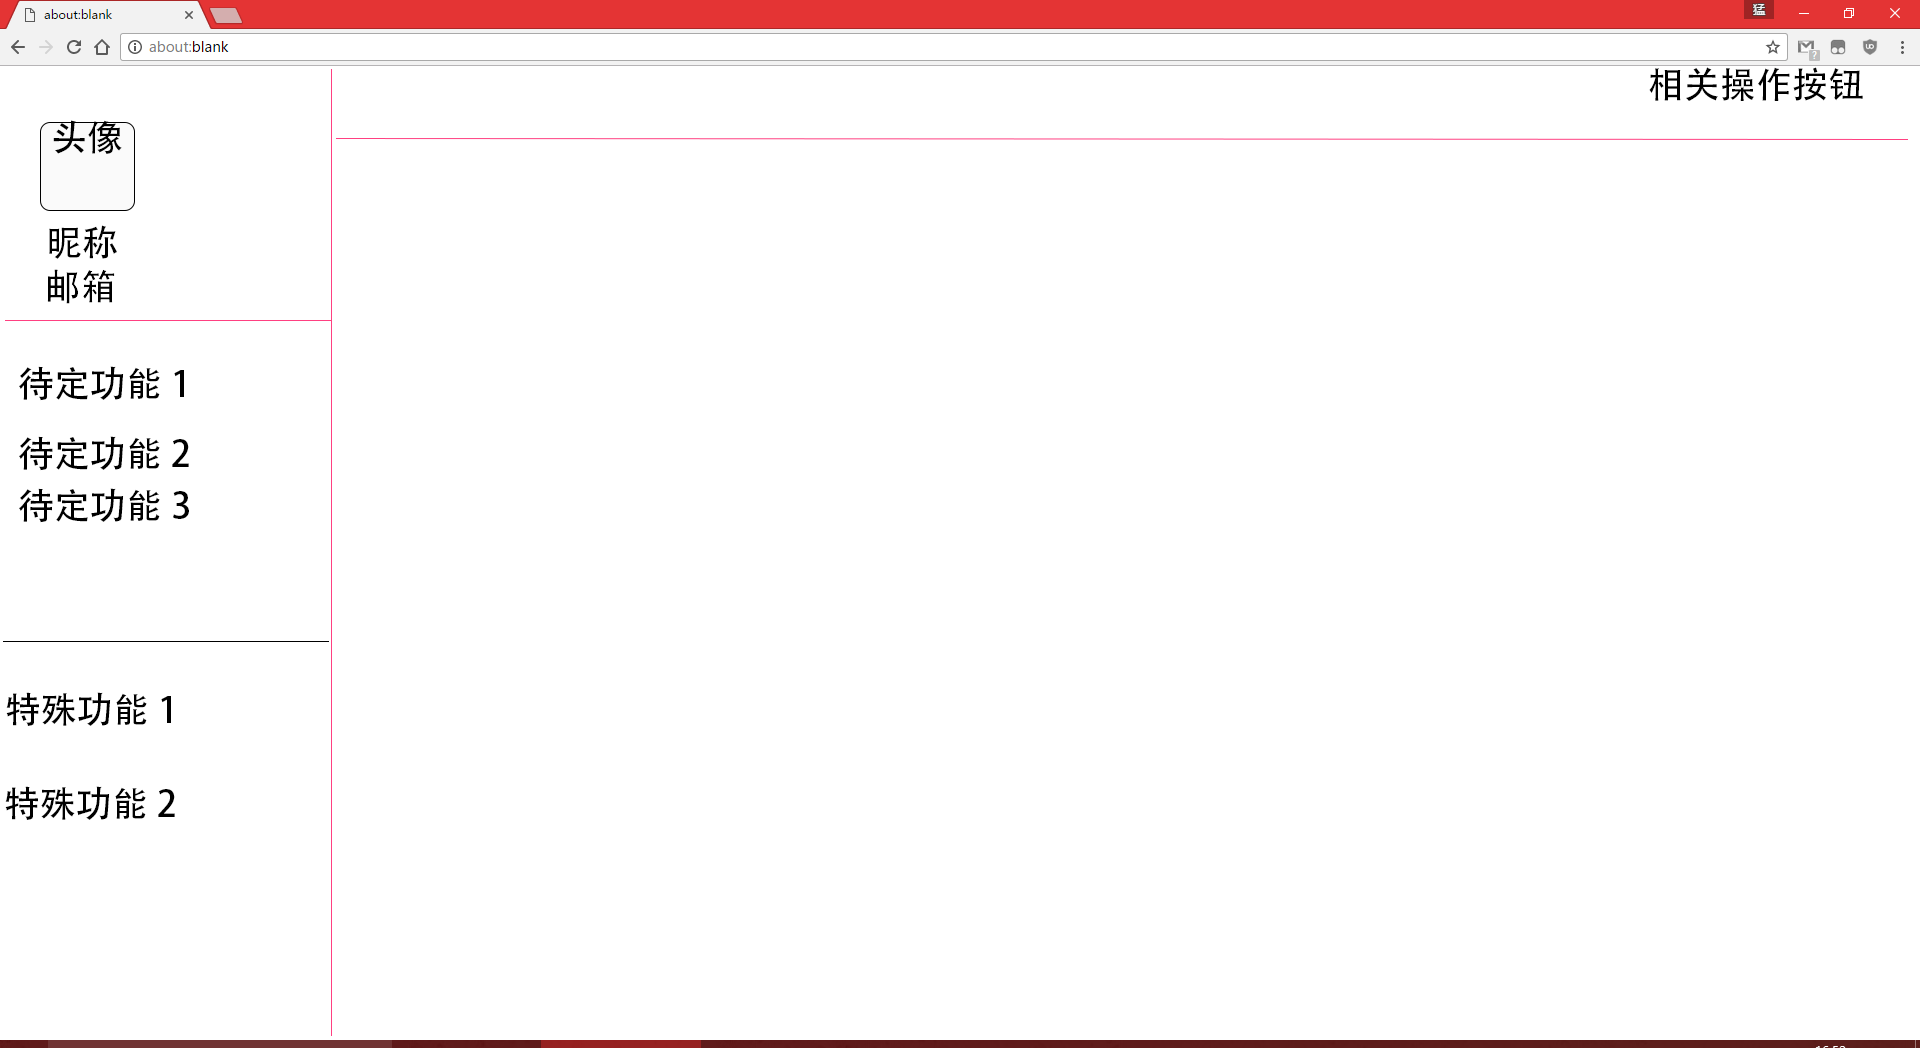 about:blank
猛
about:blank
相关操作按钮
头像
昵称
邮箱
待定功能 1
待定功能 2
待定功能 3
特殊功能 1
特殊功能 2